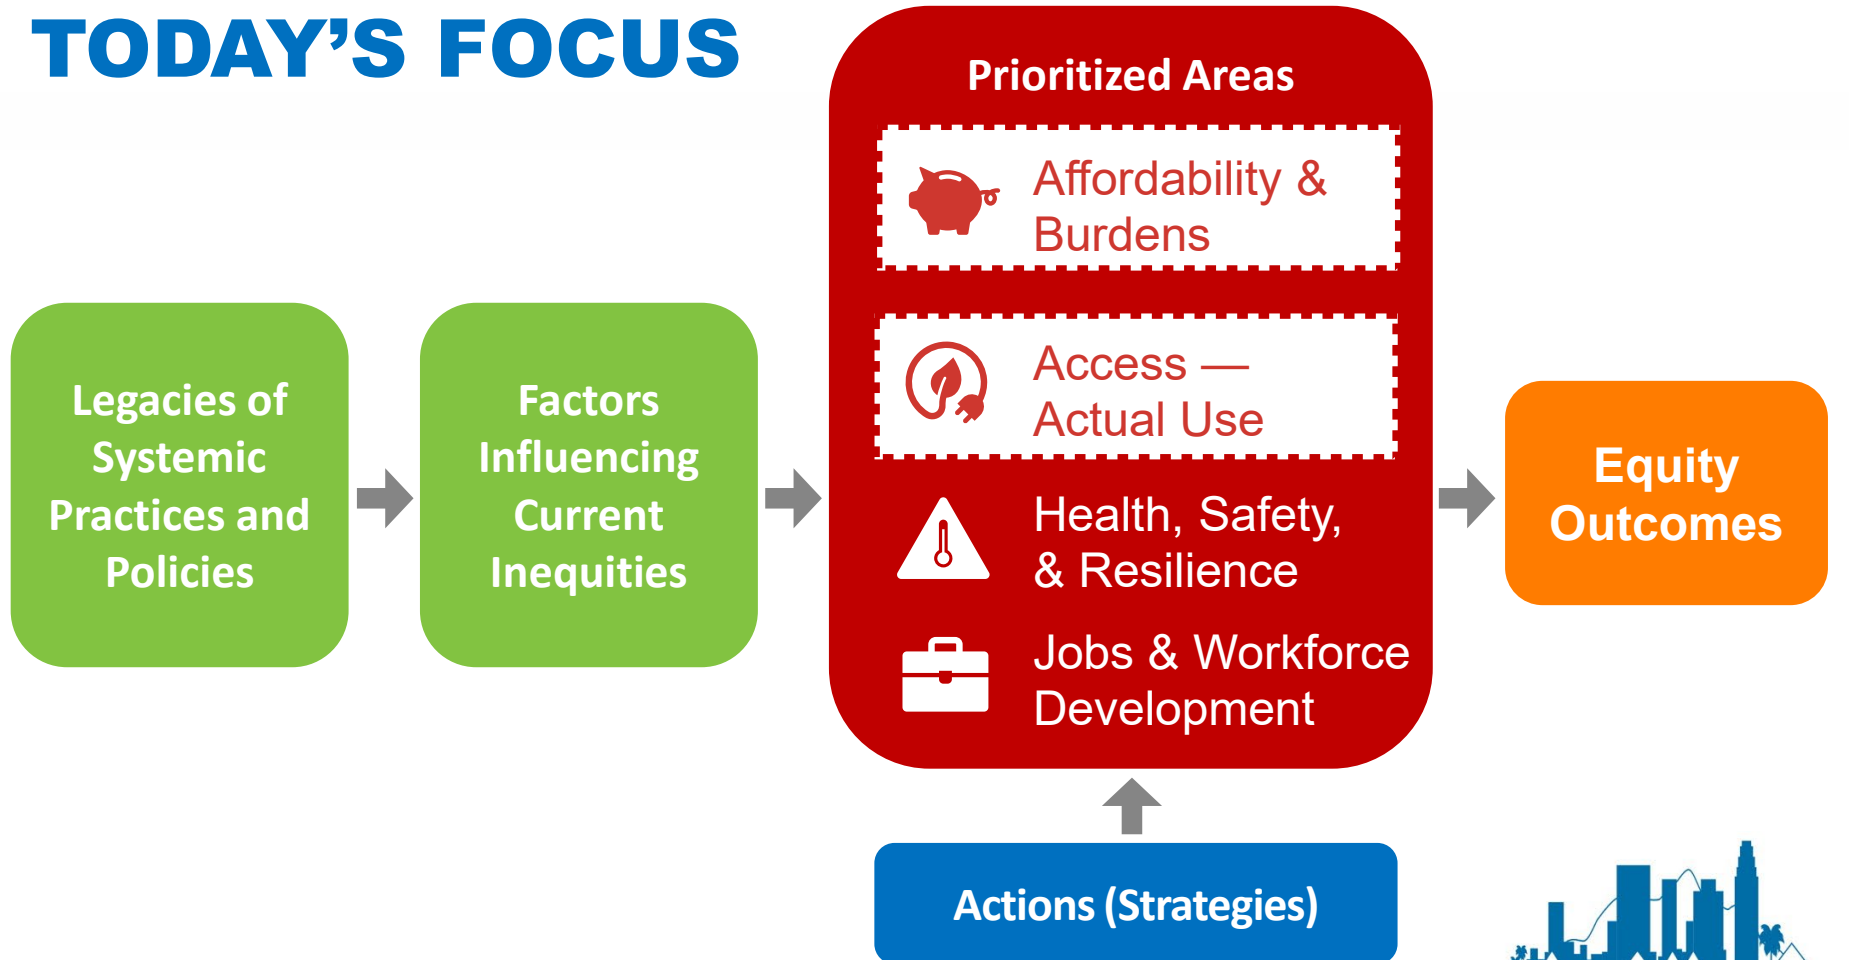 TODAY’S FOCUS
Prioritized Areas
Affordability &
Burdens
Access —
Actual Use
Health, Safety,
& Resilience
Jobs & Workforce
Development
Legacies of
Systemic
Practices and
Policies
Factors
Influencing
Current
Inequities
Equity
Outcomes
Actions (Strategies)